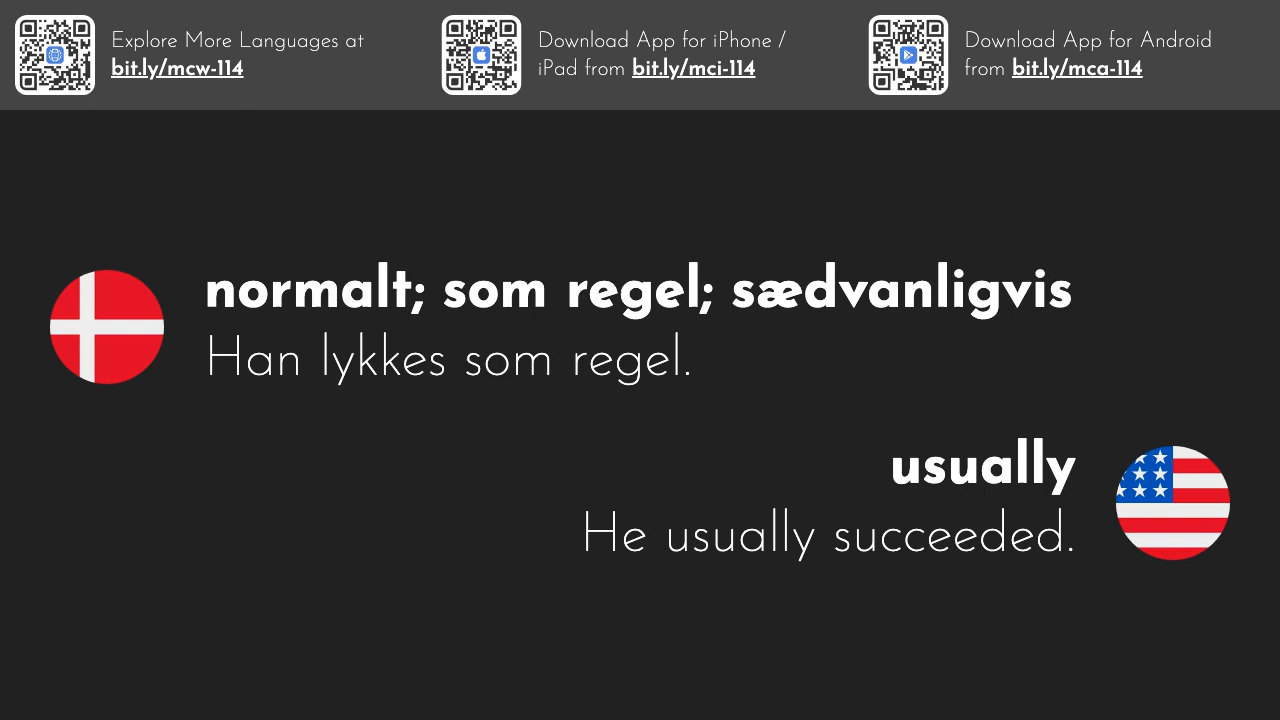 Explore More Languages at
bit.ly/mcw-114
Download App for iPhone /
iPad from bit.ly/mci-114
Download App for Android
from bit.ly/mca-114
normalt; som regel; sædvanligvis
Han lykkes som regel.
usually
He usually succeeded.